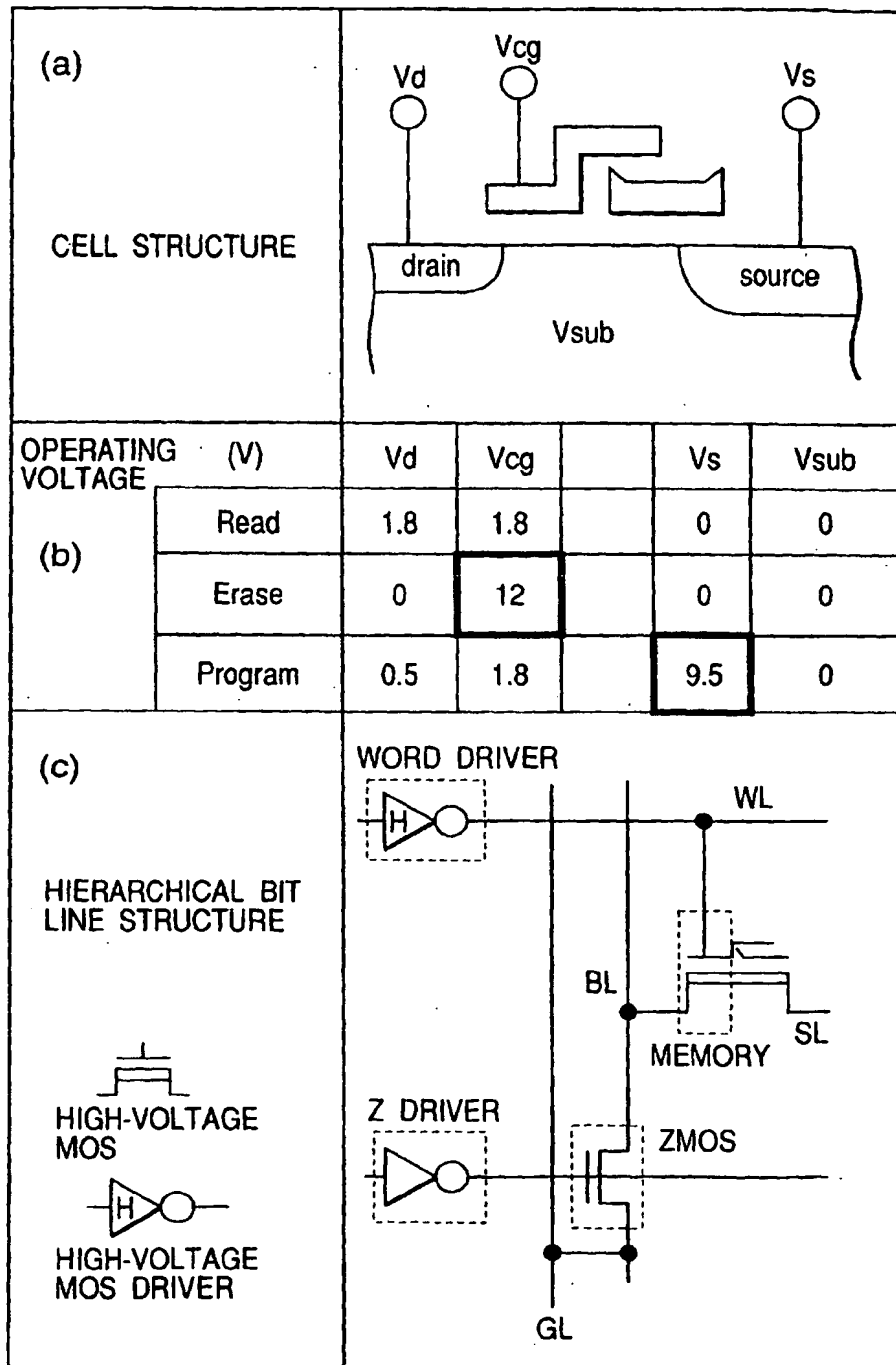 (a)
CELL STRUCTURE
Vd
Vcg
Vs
drain
source
Vsub
OPERATING VOLTAGE (V) Vd Vcg Vs Vsub
(b)
Read 1.8 1.8 0 0
Erase 0 12 0 0
Program 0.5 1.8 9.5 0
(c)
HIERARCHICAL BIT
LINE STRUCTURE
HIGH-VOLTAGE
MOS
H
HIGH-VOLTAGE
MOS DRIVER
WORD DRIVER
H
WL
BL
SL
MEMORY
Z DRIVER
ZMOS
GL